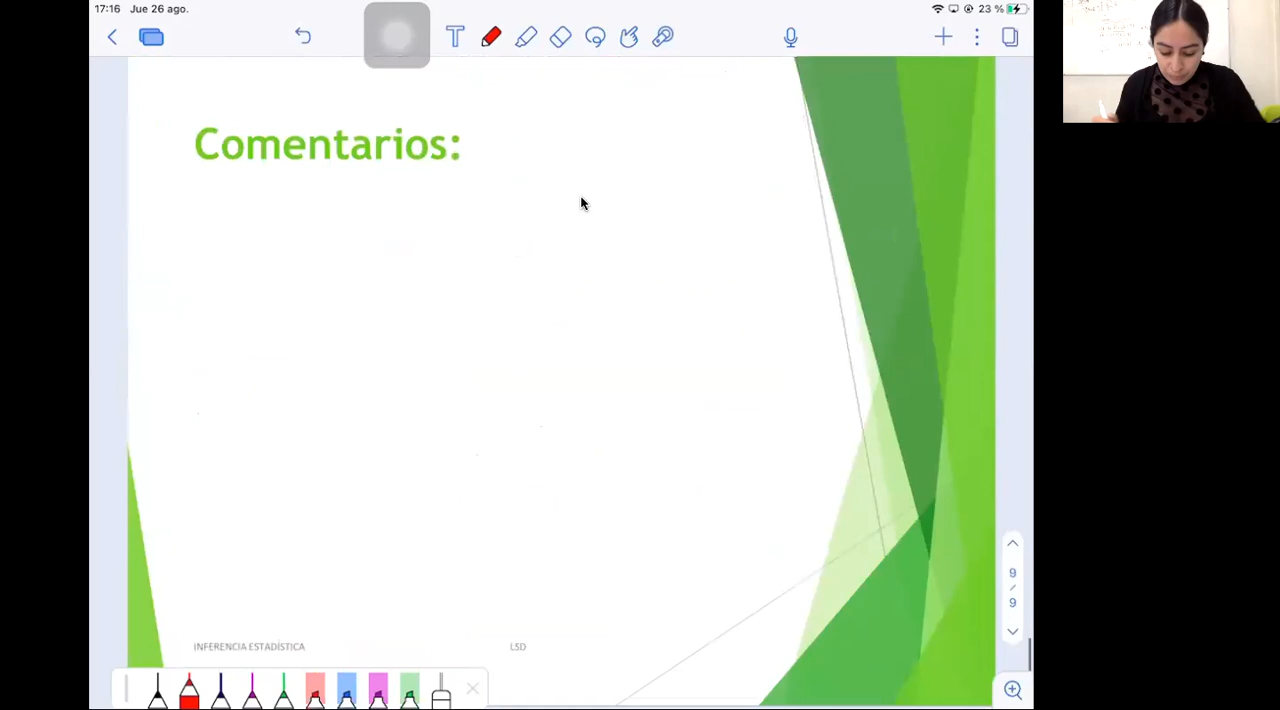 17:16 Jue 26 ago. 23 %
T
Comentarios:
9
9
INFERENCIA ESTADÍSTICA LSD